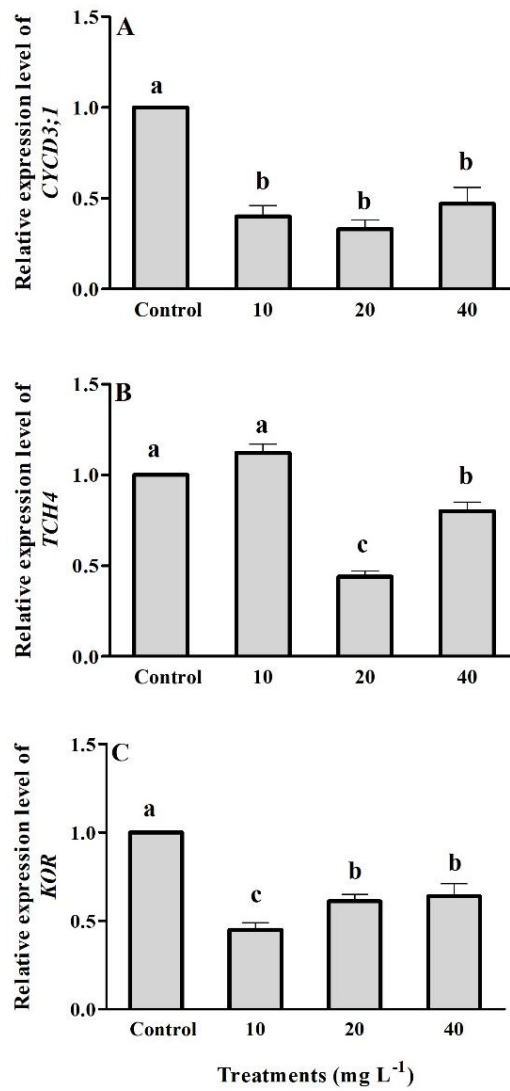 A
Relative expression level of
CYCD3;1
1.5
1.0
0.5
0.0
a
b
b
b
Control 10 20 40
B
Relative expression level of
TCH4
1.5
1.0
0.5
0.0
a
a
c
b
Control 10 20 40
C
Relative expression level of
KOR
1.5
1.0
0.5
0.0
a
c
b
b
Control 10 20 40
Treatments (mg L⁻¹)